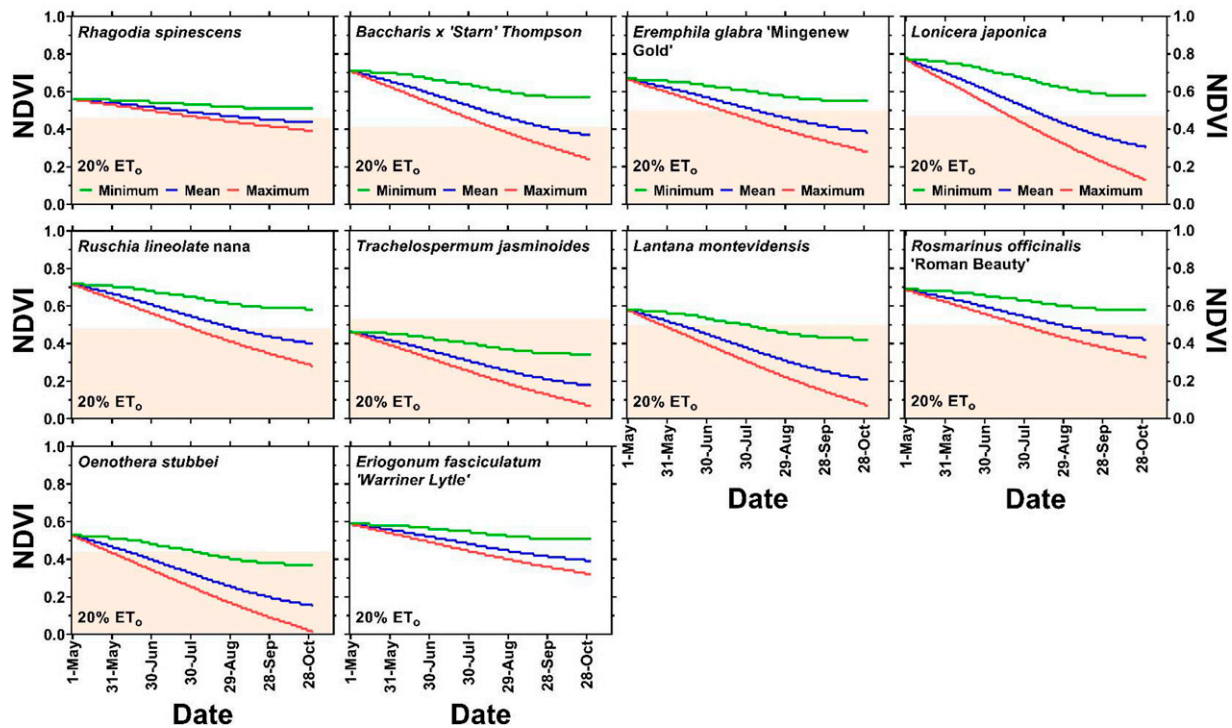 Rhagodia spinescens
Baccharis x 'Starn' Thompson
Eremphila glabra 'Mingenew
Gold'
Lonicera japonica
1.0
0.8
0.6
0.4
0.2
0.0
NDVI
20% ETo
Minimum Mean Maximum
20% ETo
Minimum Mean Maximum
20% ETo
Minimum Mean Maximum
20% ETo
Minimum Mean Maximum
1.0
0.8
0.6
0.4
0.2
0.0
NDVI
Ruschia lineolate nana
Trachelospermum jasminoides
Lantana montevidensis
Rosmarinus officinalis
'Roman Beauty'
1.0
0.8
0.6
0.4
0.2
0.0
NDVI
20% ETo
20% ETo
20% ETo
20% ETo
1.0
0.8
0.6
0.4
0.2
0.0
NDVI
1-May
31-May
30-Jun
30-Jul
29-Aug
28-Sep
28-Oct
Date
1-May
31-May
30-Jun
30-Jul
29-Aug
28-Sep
28-Oct
Date
Oenothera stubbei
Eriogonum fasciculatum
'Warriner Lytle'
1.0
0.8
0.6
0.4
0.2
0.0
NDVI
20% ETo
20% ETo
1-May
31-May
30-Jun
30-Jul
29-Aug
28-Sep
28-Oct
Date
1-May
31-May
30-Jun
30-Jul
29-Aug
28-Sep
28-Oct
Date